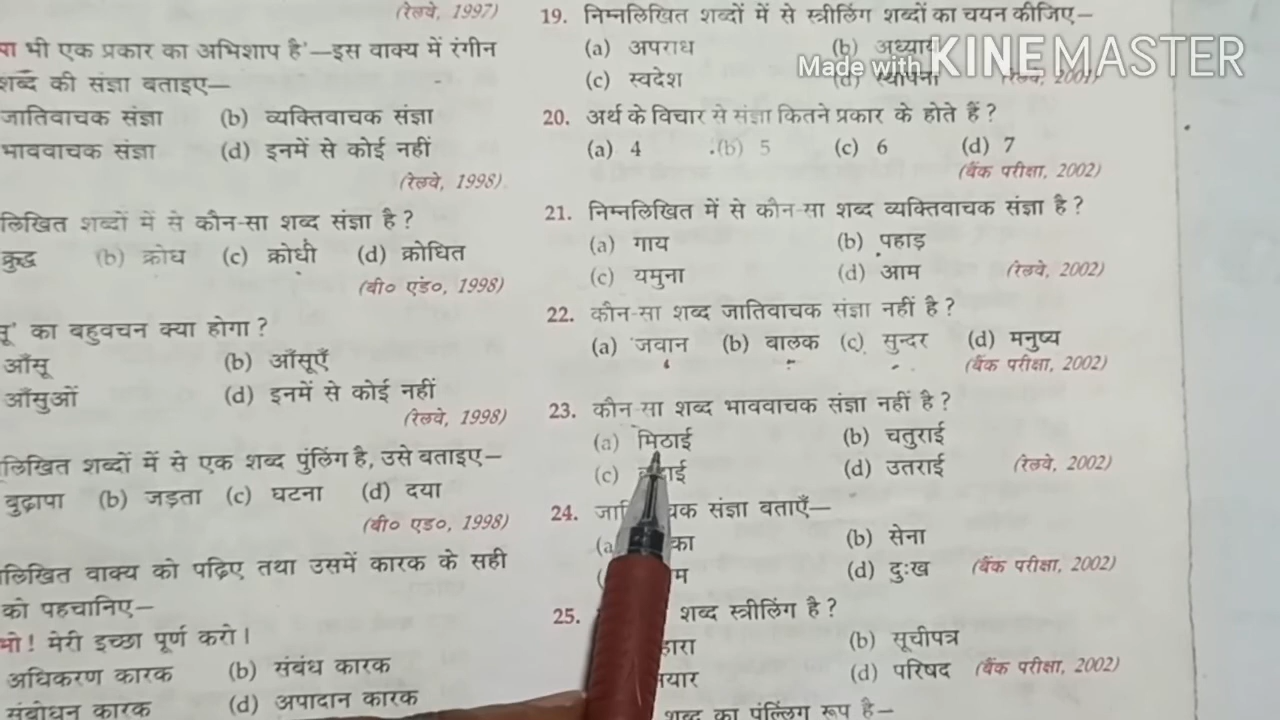 (रेलवे, 1997)
पा भी एक प्रकार का अभिशाप है'—इस वाक्य में रंगीन
शब्द की संज्ञा बताइए—
जातिवाचक संज्ञा (b) व्यक्तिवाचक संज्ञा
भाववाचक संज्ञा (d) इनमें से कोई नहीं
(रेलवे, 1998)
लिखित शब्दों में से कौन-सा शब्द संज्ञा है?
क्रुद्ध (b) क्रोध (c) क्रोधी (d) क्रोधित
(बी० एंड०, 1998)
सू' का बहुवचन क्या होगा?
आँसू (b) आँसूएँ
आँसुओं (d) इनमें से कोई नहीं
(रेलवे, 1998)
लिखित शब्दों में से एक शब्द पुंलिंग है, उसे बताइए—
बुढ़ापा (b) जड़ता (c) घटना (d) दया
(बी० एड०, 1998)
लिखित वाक्य को पढ़िए तथा उसमें कारक के सही
को पहचानिए—
भो! मेरी इच्छा पूर्ण करो।
अधिकरण कारक (b) संबंध कारक
संबोधन कारक (d) अपादान कारक
19. निम्नलिखित शब्दों में से स्त्रीलिंग शब्दों का चयन कीजिए—
(a) अपराध (b) अध्याय
Made with KINEMASTER
(c) स्वदेश (d) स्थापना (रेलवे, 2001)
20. अर्थ के विचार से संज्ञा कितने प्रकार के होते हैं?
(a) 4 (b) 5 (c) 6 (d) 7
(बैंक परीक्षा, 2002)
21. निम्नलिखित में से कौन-सा शब्द व्यक्तिवाचक संज्ञा है?
(a) गाय (b) पहाड़
(c) यमुना (d) आम (रेलवे, 2002)
22. कौन-सा शब्द जातिवाचक संज्ञा नहीं है?
(a) जवान (b) बालक (c) सुन्दर (d) मनुष्य
(बैंक परीक्षा, 2002)
23. कौन-सा शब्द भाववाचक संज्ञा नहीं है?
(a) मिठाई (b) चतुराई
(c) (d) उतराई (रेलवे, 2002)
24. संज्ञा बताएँ—
(b) सेना
(d) दुःख (बैंक परीक्षा, 2002)
25. शब्द स्त्रीलिंग है?
(b) सूचीपत्र
(d) परिषद (बैंक परीक्षा, 2002)
शब्द का पुंल्लिंग रूप है—